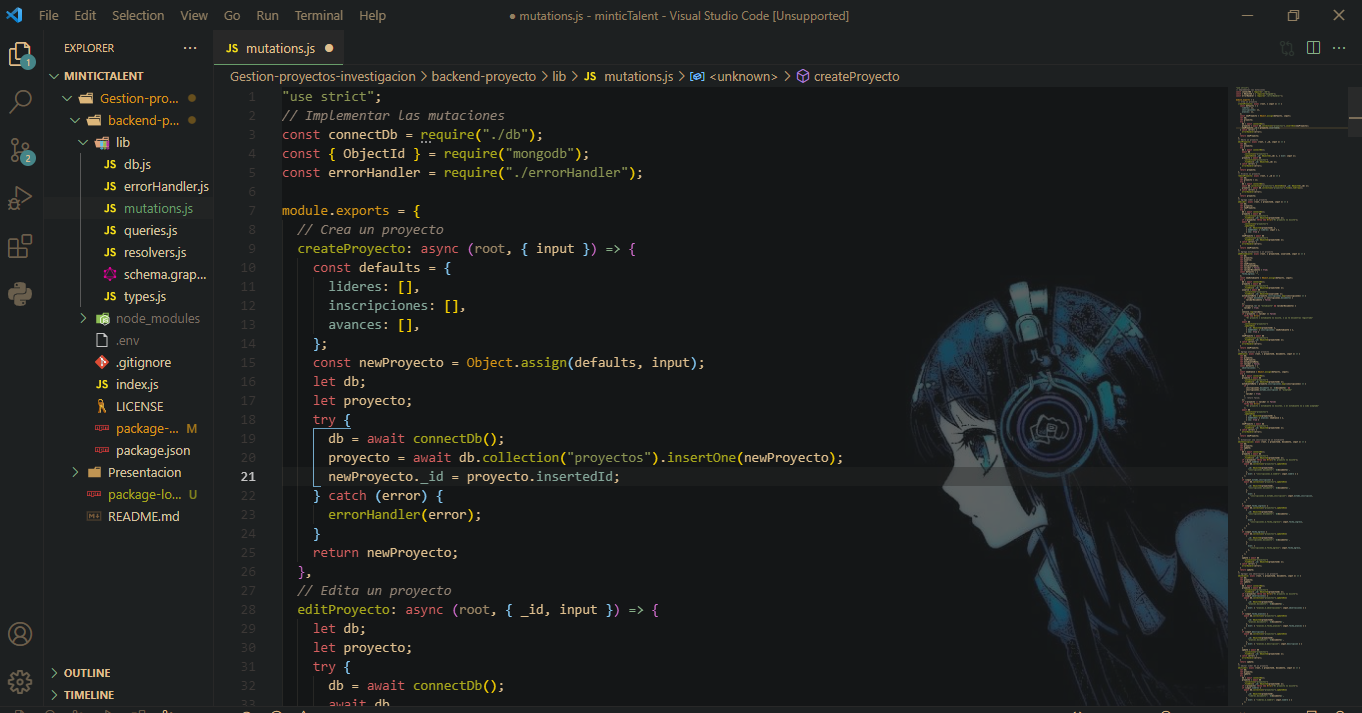 File Edit Selection View Go Run Terminal Help
● mutations.js - minticTalent - Visual Studio Code [Unsupported]
EXPLORER
JS mutations.js ●
MINTICTALENT
Gestion-pro...
backend-p...
lib
JS db.js
JS errorHandler.js
JS mutations.js
JS queries.js
JS resolvers.js
schema.grap...
JS types.js
node_modules
.env
.gitignore
JS index.js
LICENSE
package-... M
package.json
Presentacion
package-lo... U
README.md
OUTLINE
TIMELINE
1
2
Gestion-proyectos-investigacion > backend-proyecto > lib > JS mutations.js > <unknown> > createProyecto
1 "use strict";
2 // Implementar las mutaciones
3 const connectDb = require("./db");
4 const { ObjectId } = require("mongodb");
5 const errorHandler = require("./errorHandler");
6
7 module.exports = {
8 // Crea un proyecto
9 createProyecto: async (root, { input }) => {
10 const defaults = {
11 lideres: [],
12 inscripciones: [],
13 avances: [],
14 };
15 const newProyecto = Object.assign(defaults, input);
16 let db;
17 let proyecto;
18 try {
19 db = await connectDb();
20 proyecto = await db.collection("proyectos").insertOne(newProyecto);
21 newProyecto._id = proyecto.insertedId;
22 } catch (error) {
23 errorHandler(error);
24 }
25 return newProyecto;
26 },
27 // Edita un proyecto
28 editProyecto: async (root, { _id, input }) => {
29 let db;
30 let proyecto;
31 try {
32 db = await connectDb();
33 await db